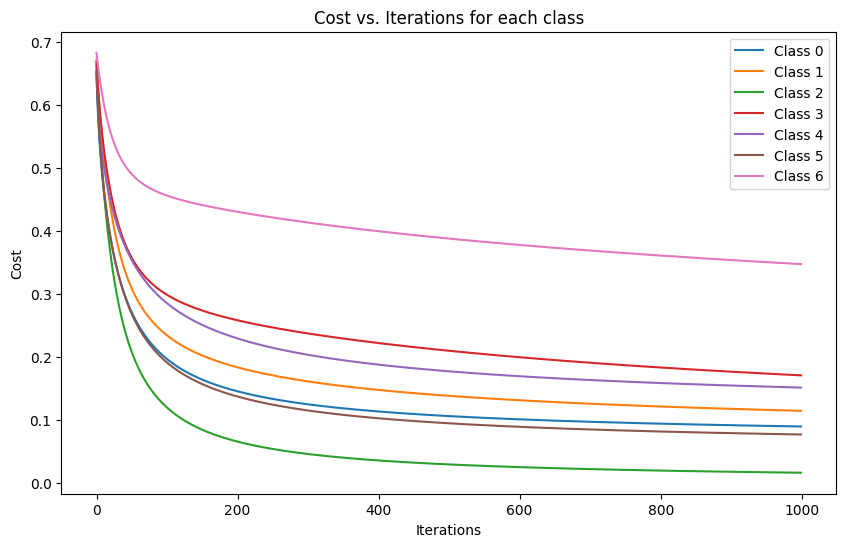 Cost vs. Iterations for each class
Class 0
Class 1
Class 2
Class 3
Class 4
Class 5
Class 6
Cost
0.7
0.6
0.5
0.4
0.3
0.2
0.1
0.0
0 200 400 600 800 1000
Iterations